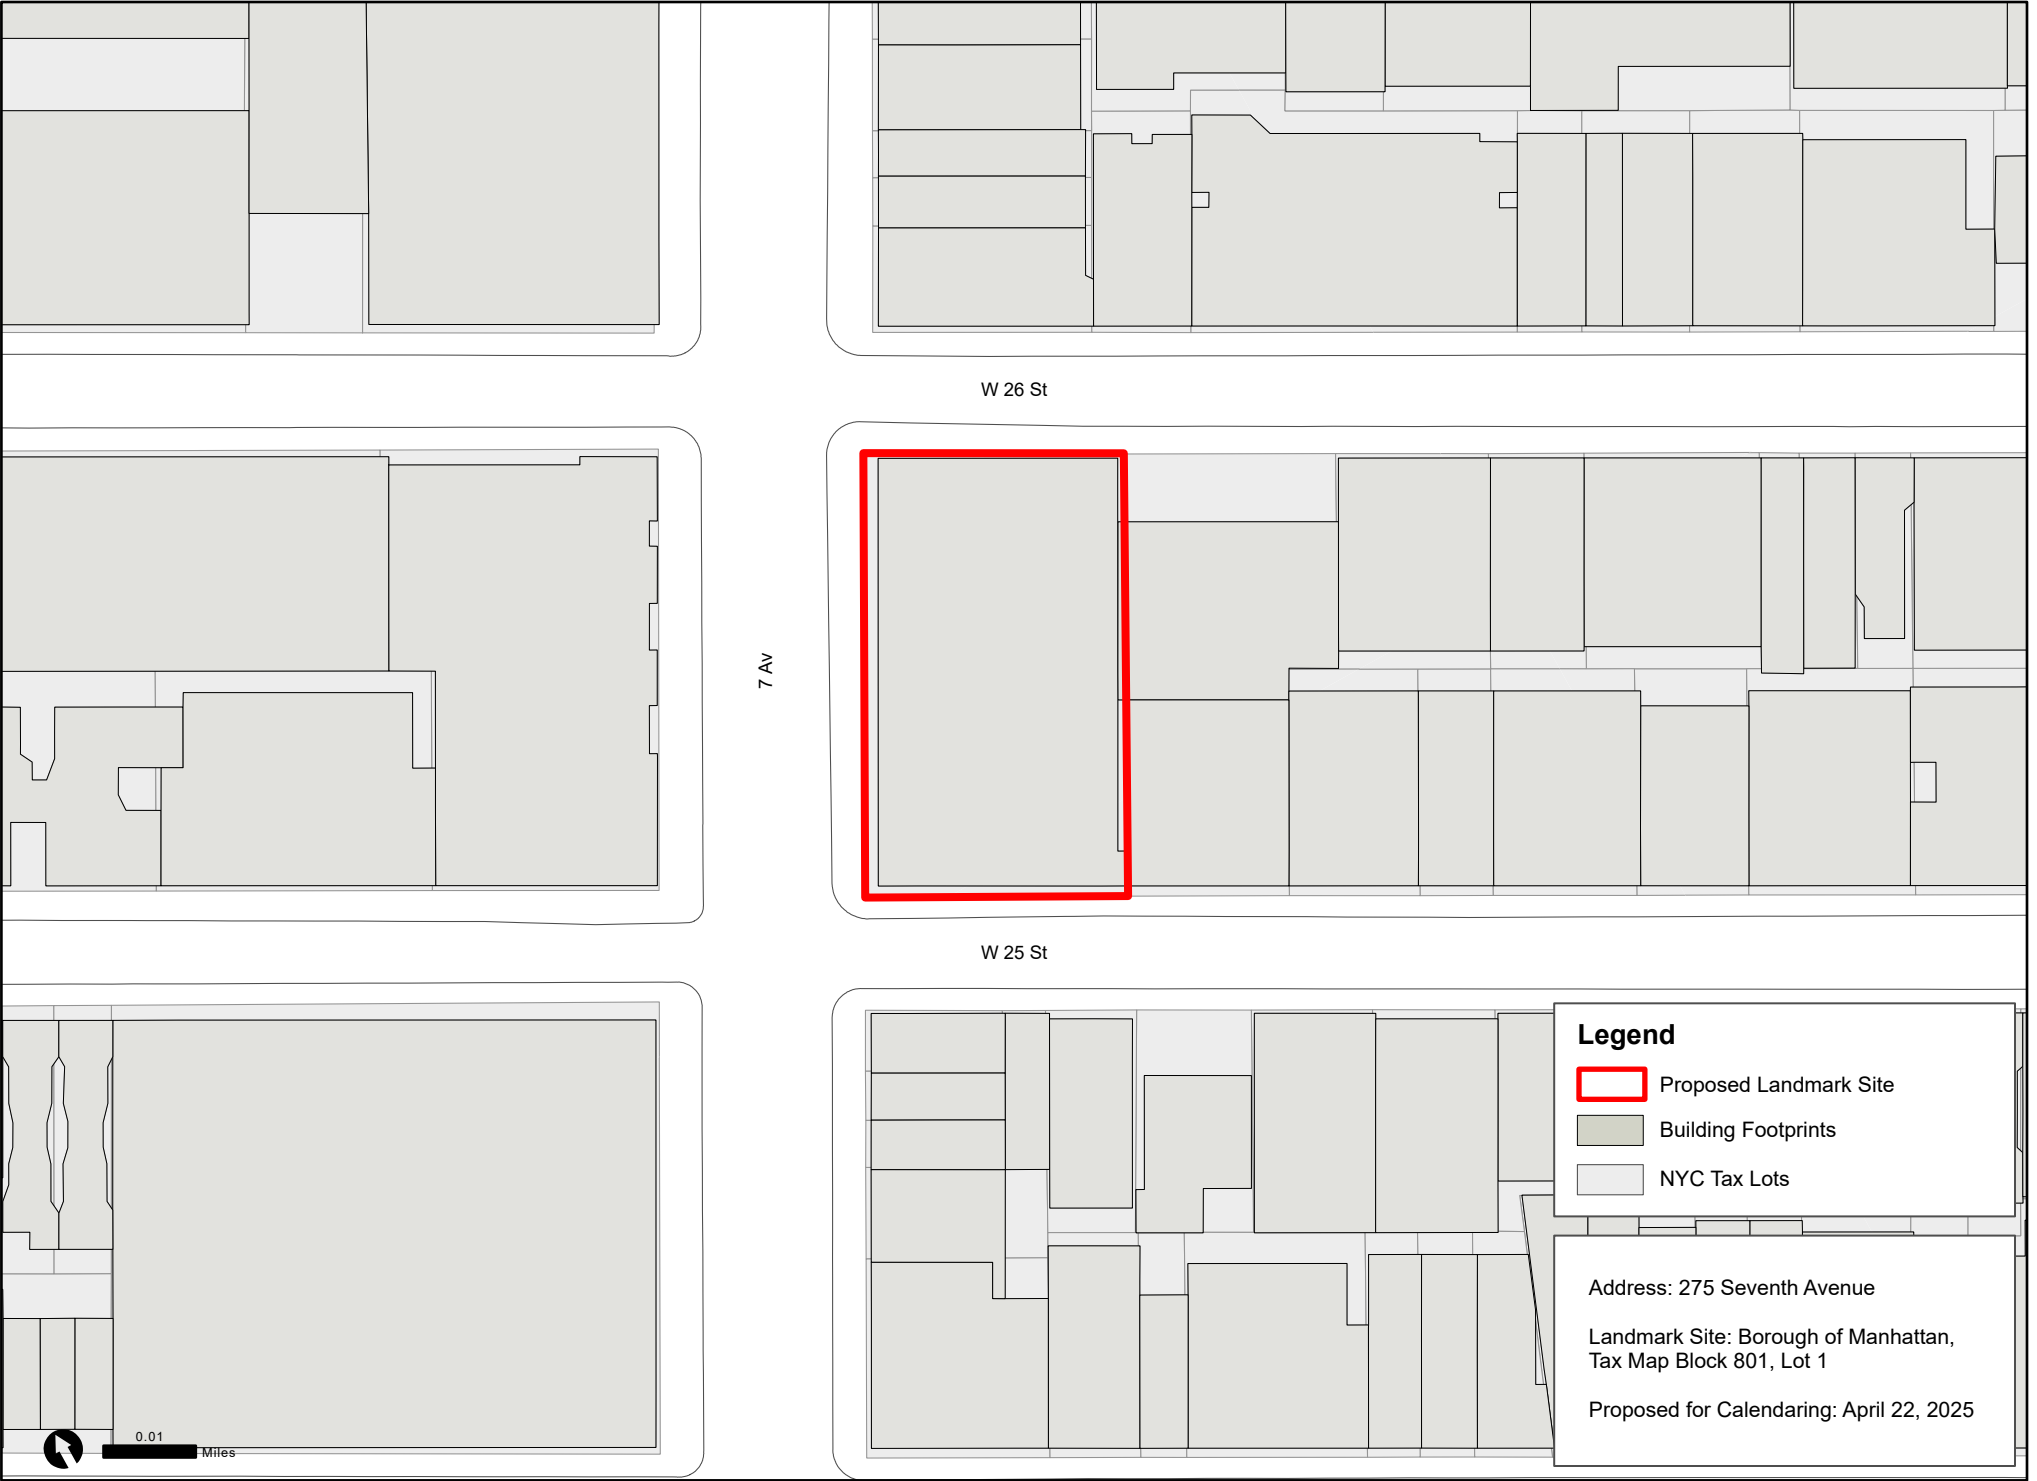 W 26 St
7 Av
W 25 St
Legend
Proposed Landmark Site
Building Footprints
NYC Tax Lots
Address: 275 Seventh Avenue
Landmark Site: Borough of Manhattan,
Tax Map Block 801, Lot 1
Proposed for Calendaring: April 22, 2025
0.01
Miles